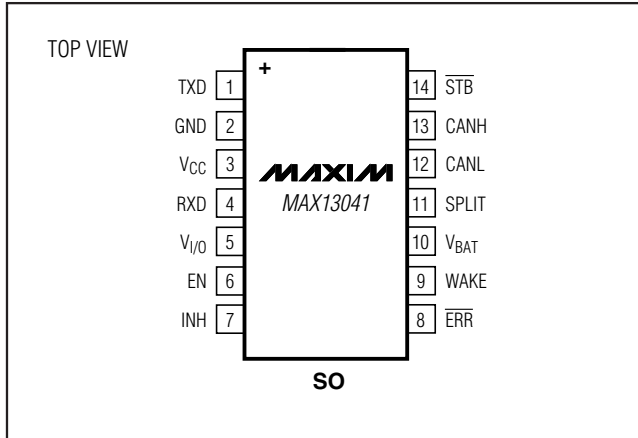 TOP VIEW
+
TXD 1
GND 2
VCC 3
RXD 4
VI/O 5
EN 6
INH 7
MAXIM
MAX13041
14 STB
13 CANH
12 CANL
11 SPLIT
10 VBAT
9 WAKE
8 ERR
SO